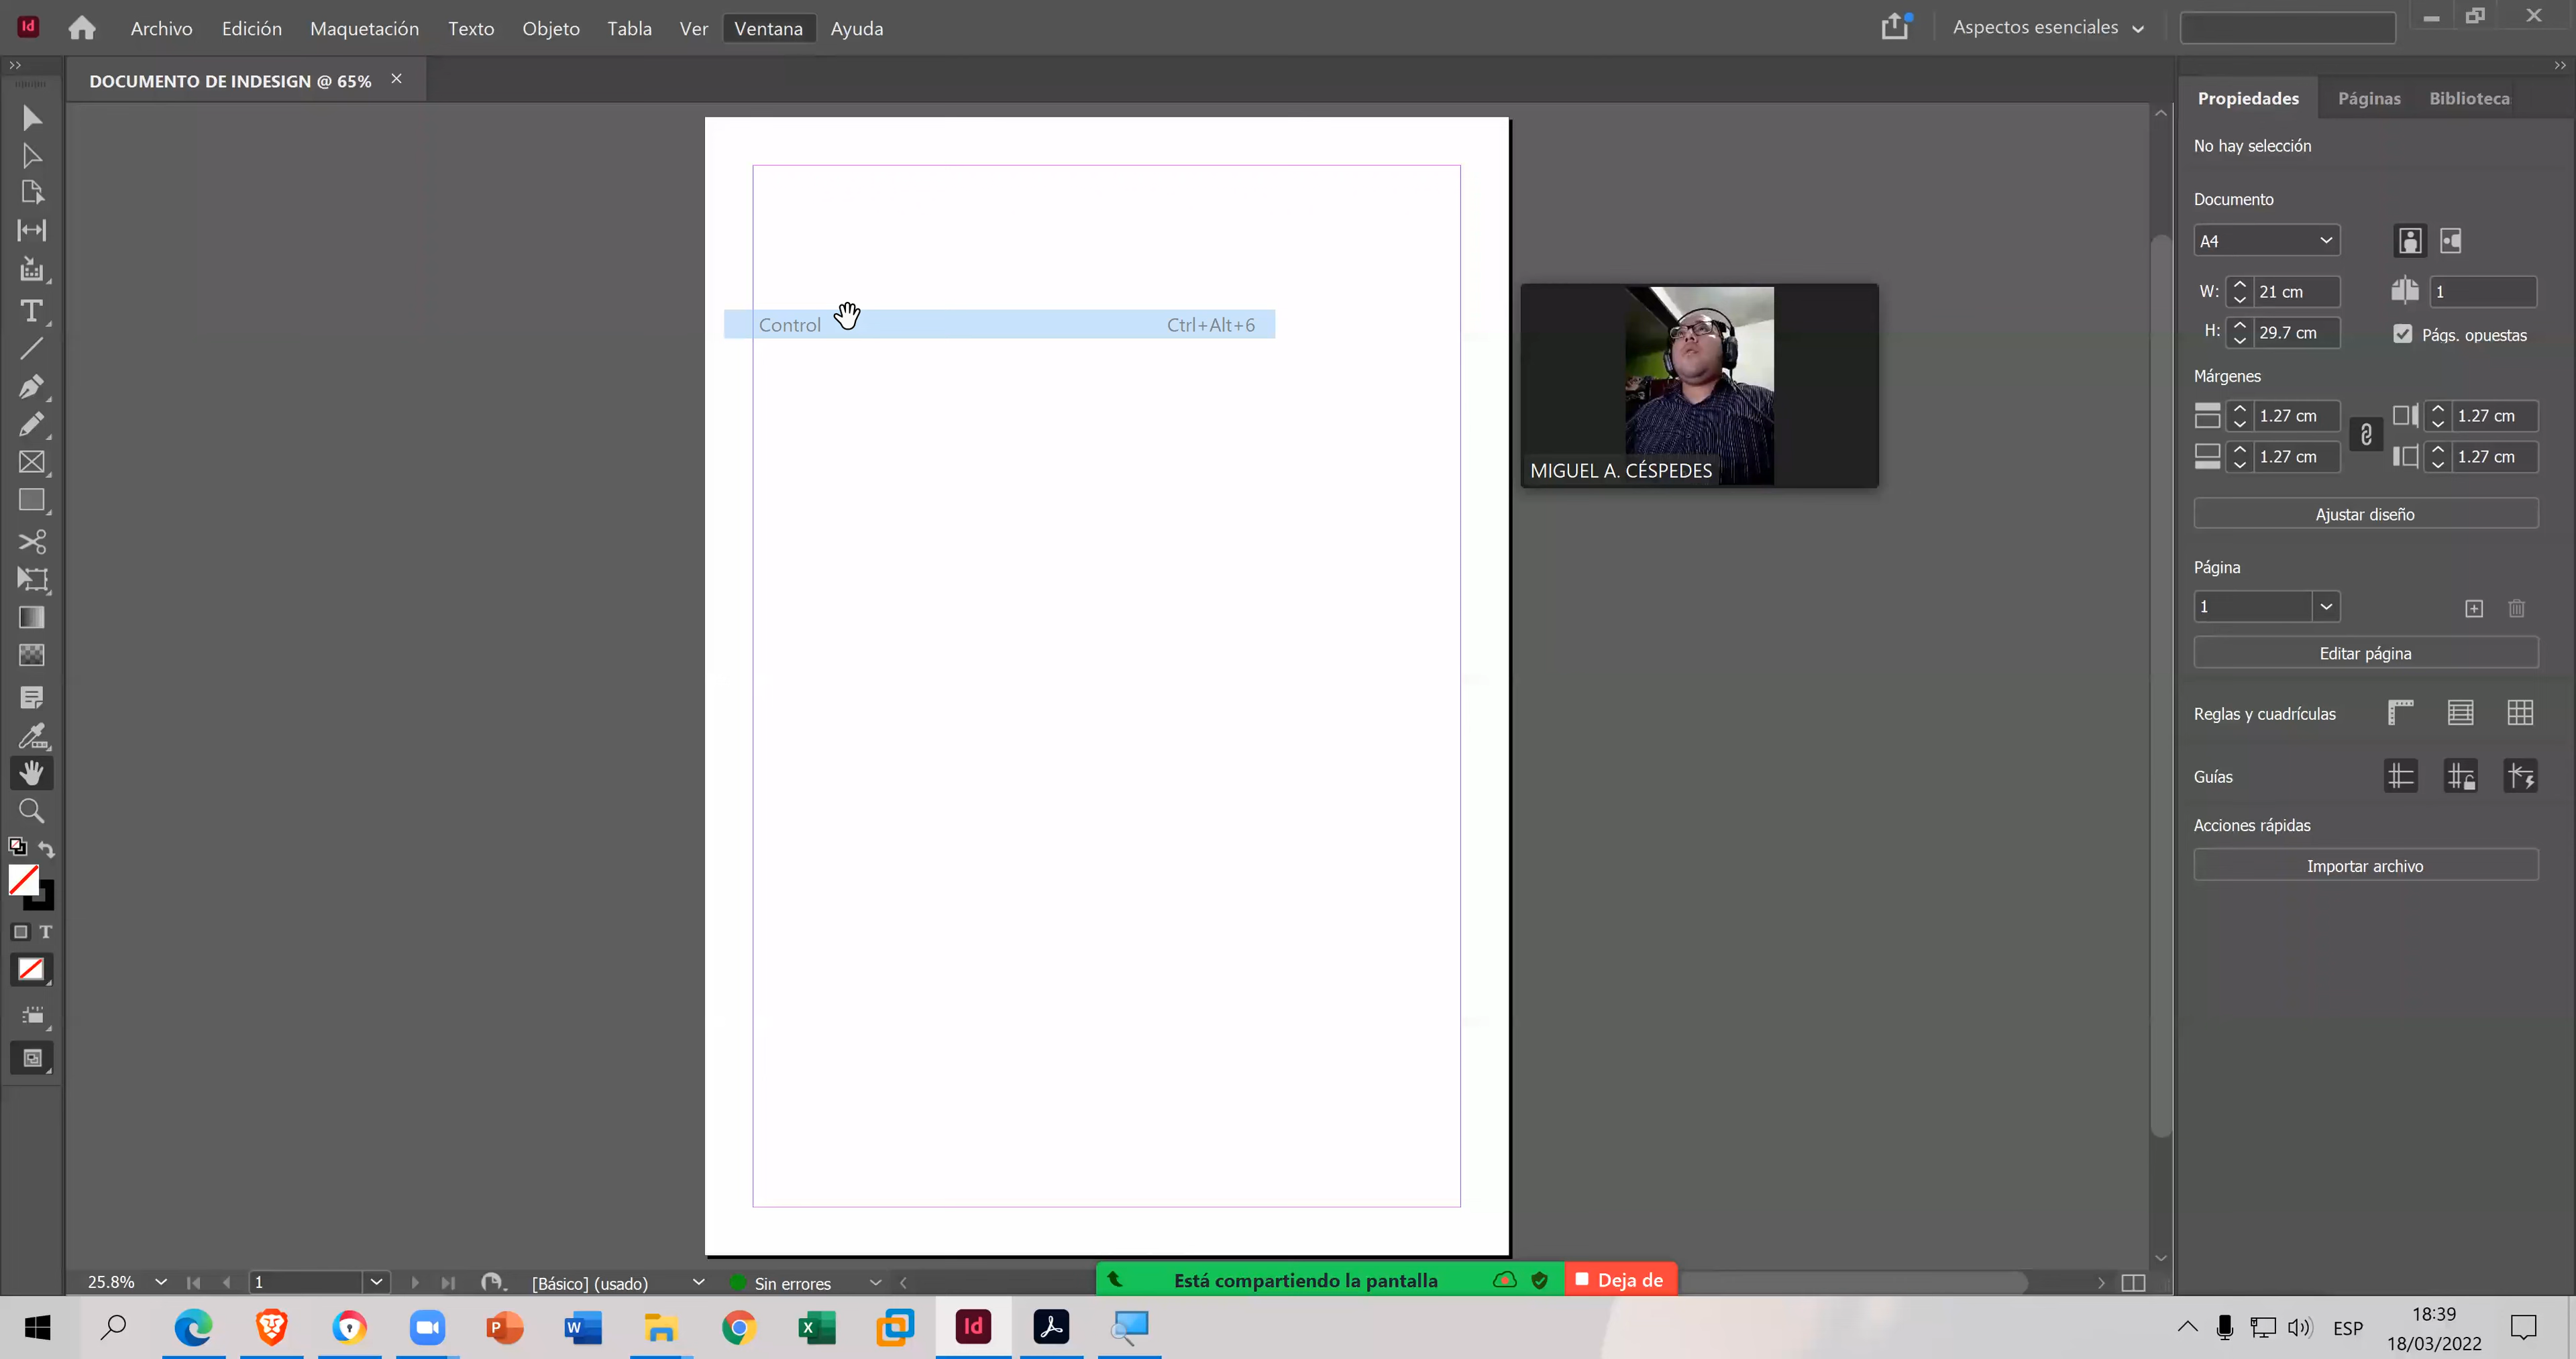 Id Archivo Edición Maquetación Texto Objeto Tabla Ver Ventana Ayuda Aspectos esenciales
DOCUMENTO DE INDESIGN @ 65% ×
Propiedades Páginas Biblioteca
No hay selección
Documento
A4
W: 21 cm 1
H: 29.7 cm Págs. opuestas
Márgenes
1.27 cm 1.27 cm
1.27 cm 1.27 cm
Ajustar diseño
Página
1
Editar página
Reglas y cuadrículas
Guías
Acciones rápidas
Importar archivo
Control Ctrl+Alt+6
MIGUEL A. CÉSPEDES
25.8% 1 [Básico] (usado) Sin errores
Está compartiendo la pantalla Deja de
ESP
18:39
18/03/2022